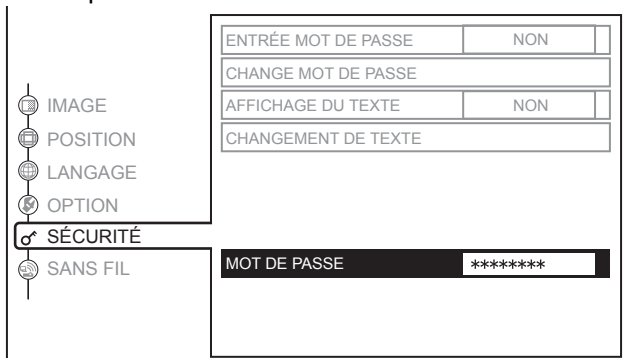 ENTRÉE MOT DE PASSE NON
CHANGE MOT DE PASSE
AFFICHAGE DU TEXTE NON
CHANGEMENT DE TEXTE
IMAGE
POSITION
LANGAGE
OPTION
SÉCURITÉ
SANS FIL
MOT DE PASSE ********